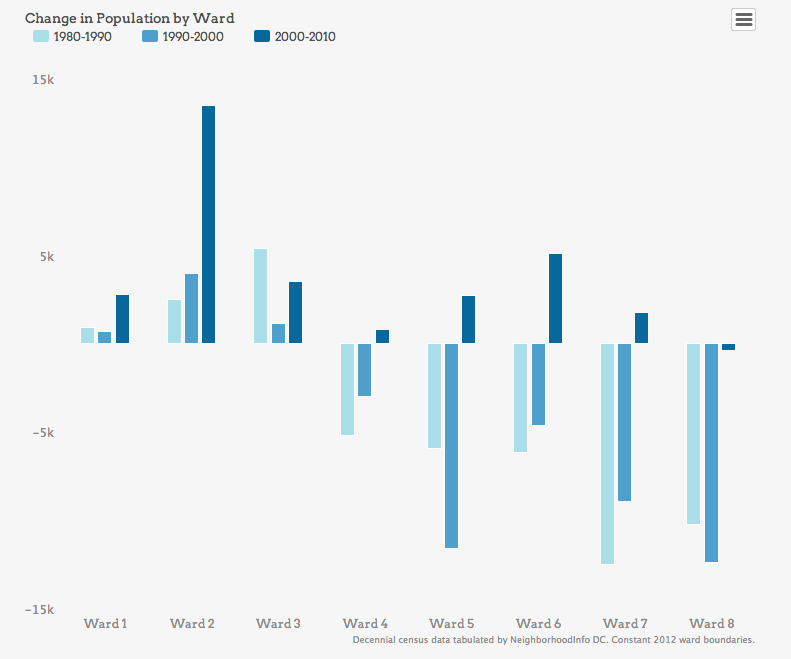 Change in Population by Ward
1980-1990 1990-2000 2000-2010
15k
5k
−5k
−15k
Ward 1 Ward 2 Ward 3 Ward 4 Ward 5 Ward 6 Ward 7 Ward 8
Decennial census data tabulated by NeighborhoodInfo DC. Constant 2012 ward boundaries.